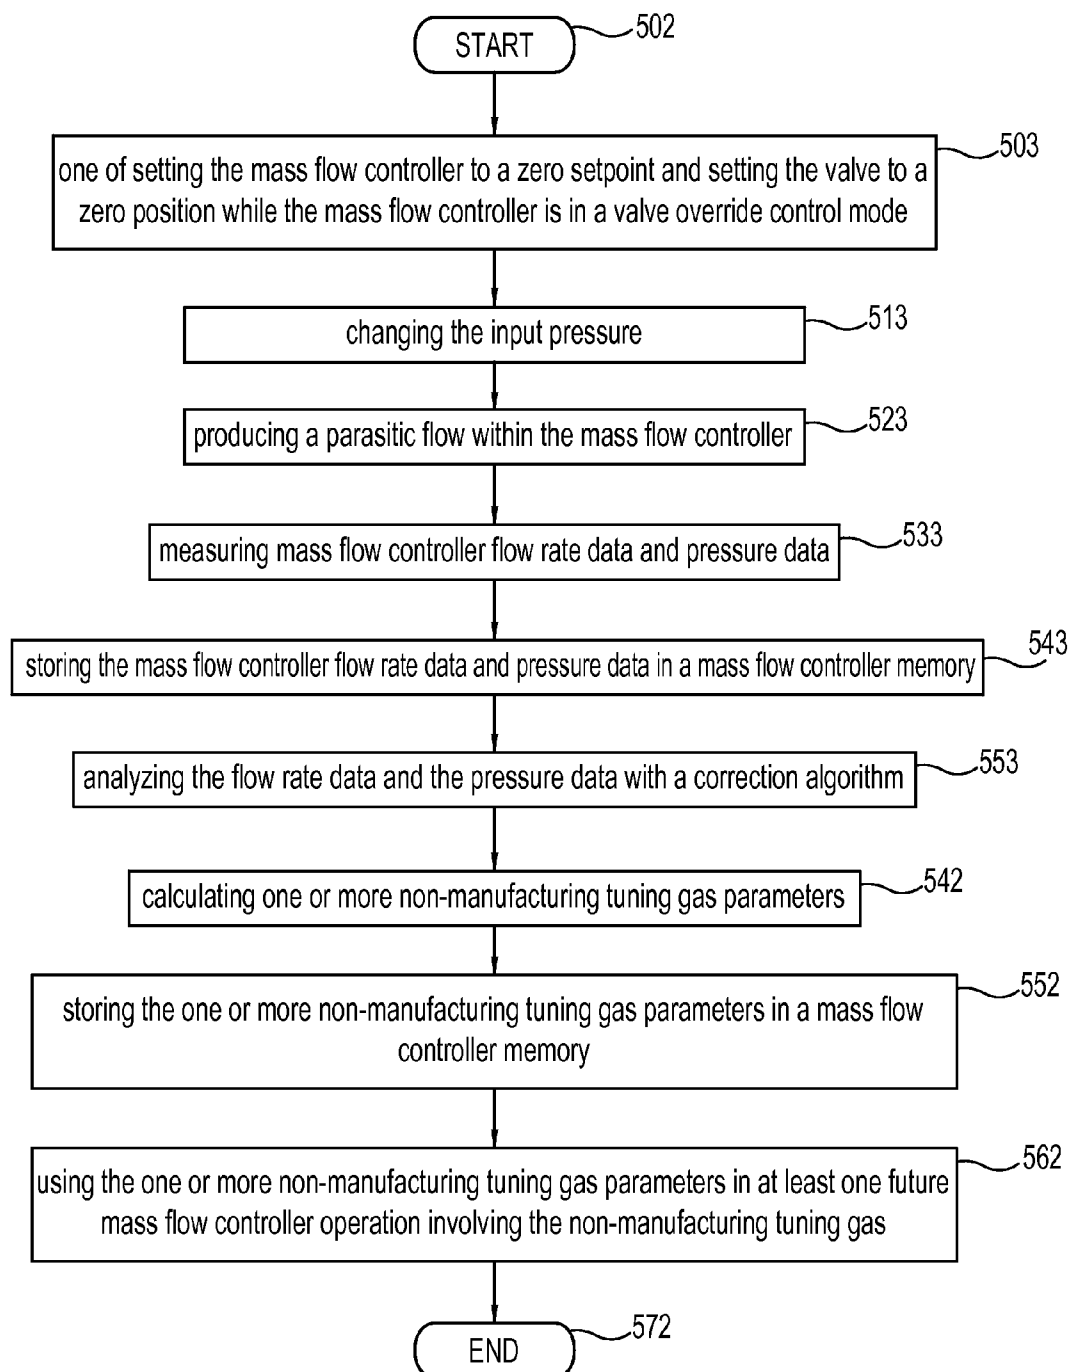 START
502
one of setting the mass flow controller to a zero setpoint and setting the valve to a
zero position while the mass flow controller is in a valve override control mode
503
changing the input pressure
513
producing a parasitic flow within the mass flow controller
523
measuring mass flow controller flow rate data and pressure data
533
storing the mass flow controller flow rate data and pressure data in a mass flow controller memory
543
analyzing the flow rate data and the pressure data with a correction algorithm
553
calculating one or more non-manufacturing tuning gas parameters
542
storing the one or more non-manufacturing tuning gas parameters in a mass flow
controller memory
552
using the one or more non-manufacturing tuning gas parameters in at least one future
mass flow controller operation involving the non-manufacturing tuning gas
562
END
572